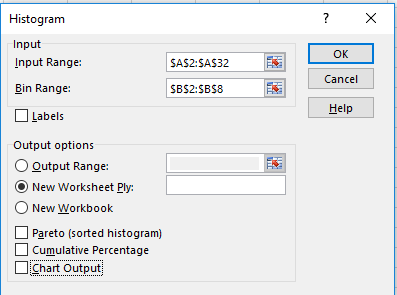 Histogram ?
Input
Input Range: $A$2:$A$32
Bin Range: $B$2:$B$8
Labels
OK
Cancel
Help
Output options
Output Range:
New Worksheet Ply:
New Workbook
Pareto (sorted histogram)
Cumulative Percentage
Chart Output